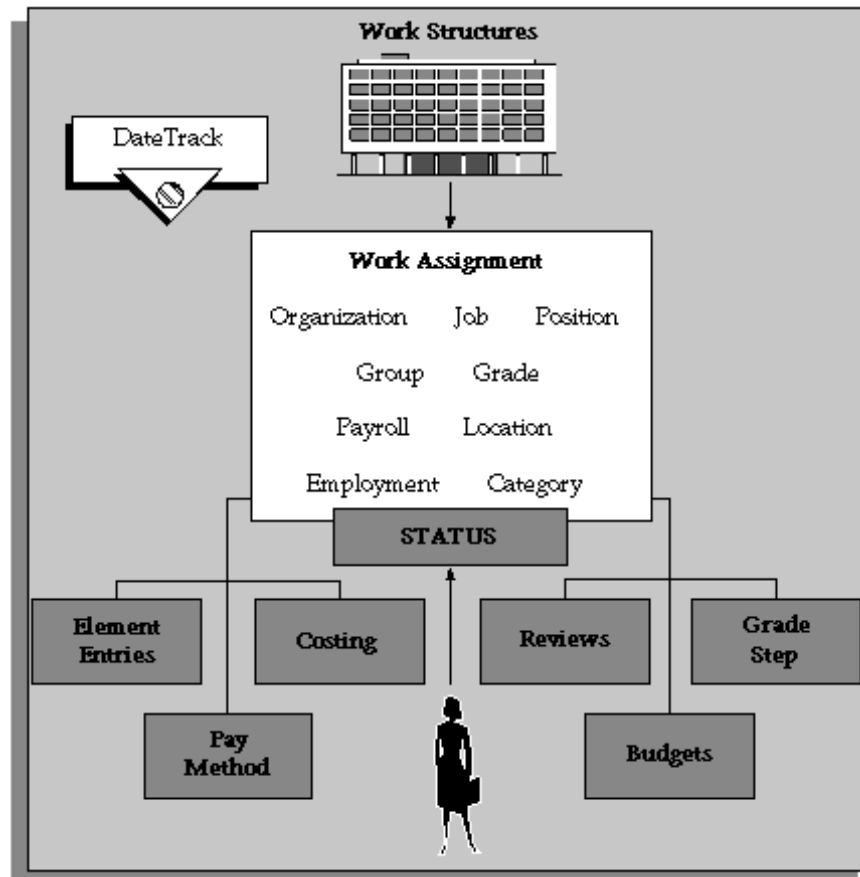 Work Structures
DateTrack
Work Assignment
Organization Job Position
Group Grade
Payroll Location
Employment Category
STATUS
Element
Entries
Costing
Reviews
Grade
Step
Pay
Method
Budgets